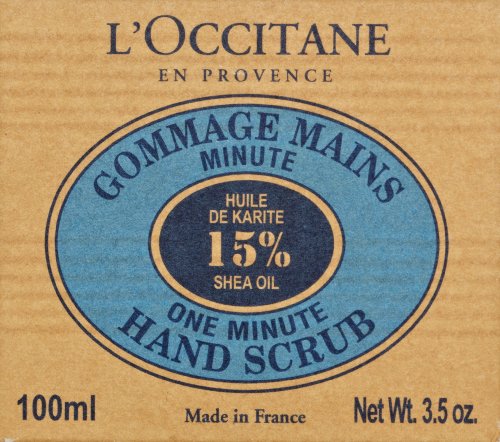 L'OCCITANE
EN PROVENCE
GOMMAGE MAINS
MINUTE
HUILE
DE KARITE
15%
SHEA OIL
ONE MINUTE
HAND SCRUB
100ml
Made in France
Net Wt. 3.5 oz.